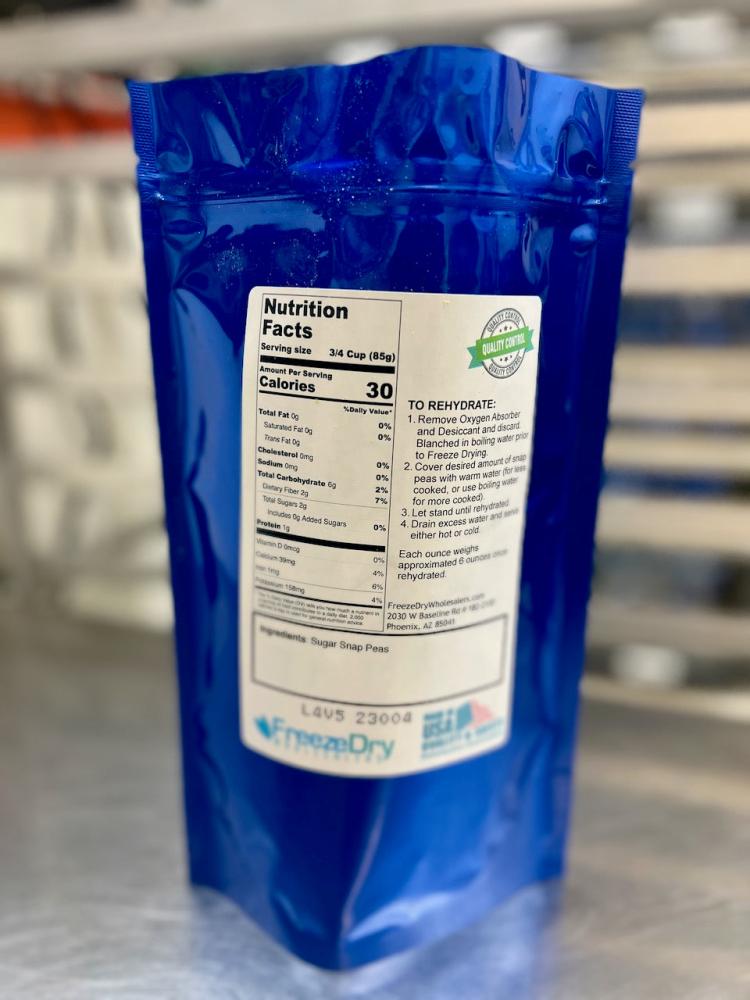 Nutrition
Facts
Serving size 3/4 Cup (85g)
Amount Per Serving
Calories 30
%Daily Value*
Total Fat 0g 0%
Saturated Fat 0g 0%
Trans Fat 0g
Cholesterol 0mg 0%
Sodium 0mg 0%
Total Carbohydrate 6g 2%
Dietary Fiber 2g 7%
Total Sugars 2g
Includes 0g Added Sugars 0%
Protein 1g
Vitamin D 0mcg 0%
Calcium 39mg 4%
Iron 1mg 6%
Potassium 158mg 4%
Ingredients: Sugar Snap Peas
QUALITY CONTROL
QUALITY CONTROL
QUALITY CONTROL
TO REHYDRATE:
1. Remove Oxygen Absorber
and Desiccant and discard.
Blanched in boiling water prior
to Freeze Drying.
2. Cover desired amount of snap
peas with warm water (for less
cooked, or use boiling water
for more cooked).
3. Let stand until rehydrated.
4. Drain excess water and serve
either hot or cold.
Each ounce weighs
approximated 6 ounces once
rehydrated.
FreezeDryWholesalers.com
2030 W Baseline Rd #
Phoenix, AZ 85041
L4V5 23004
FreezeDry
WHOLESALERS
MADE IN
USA